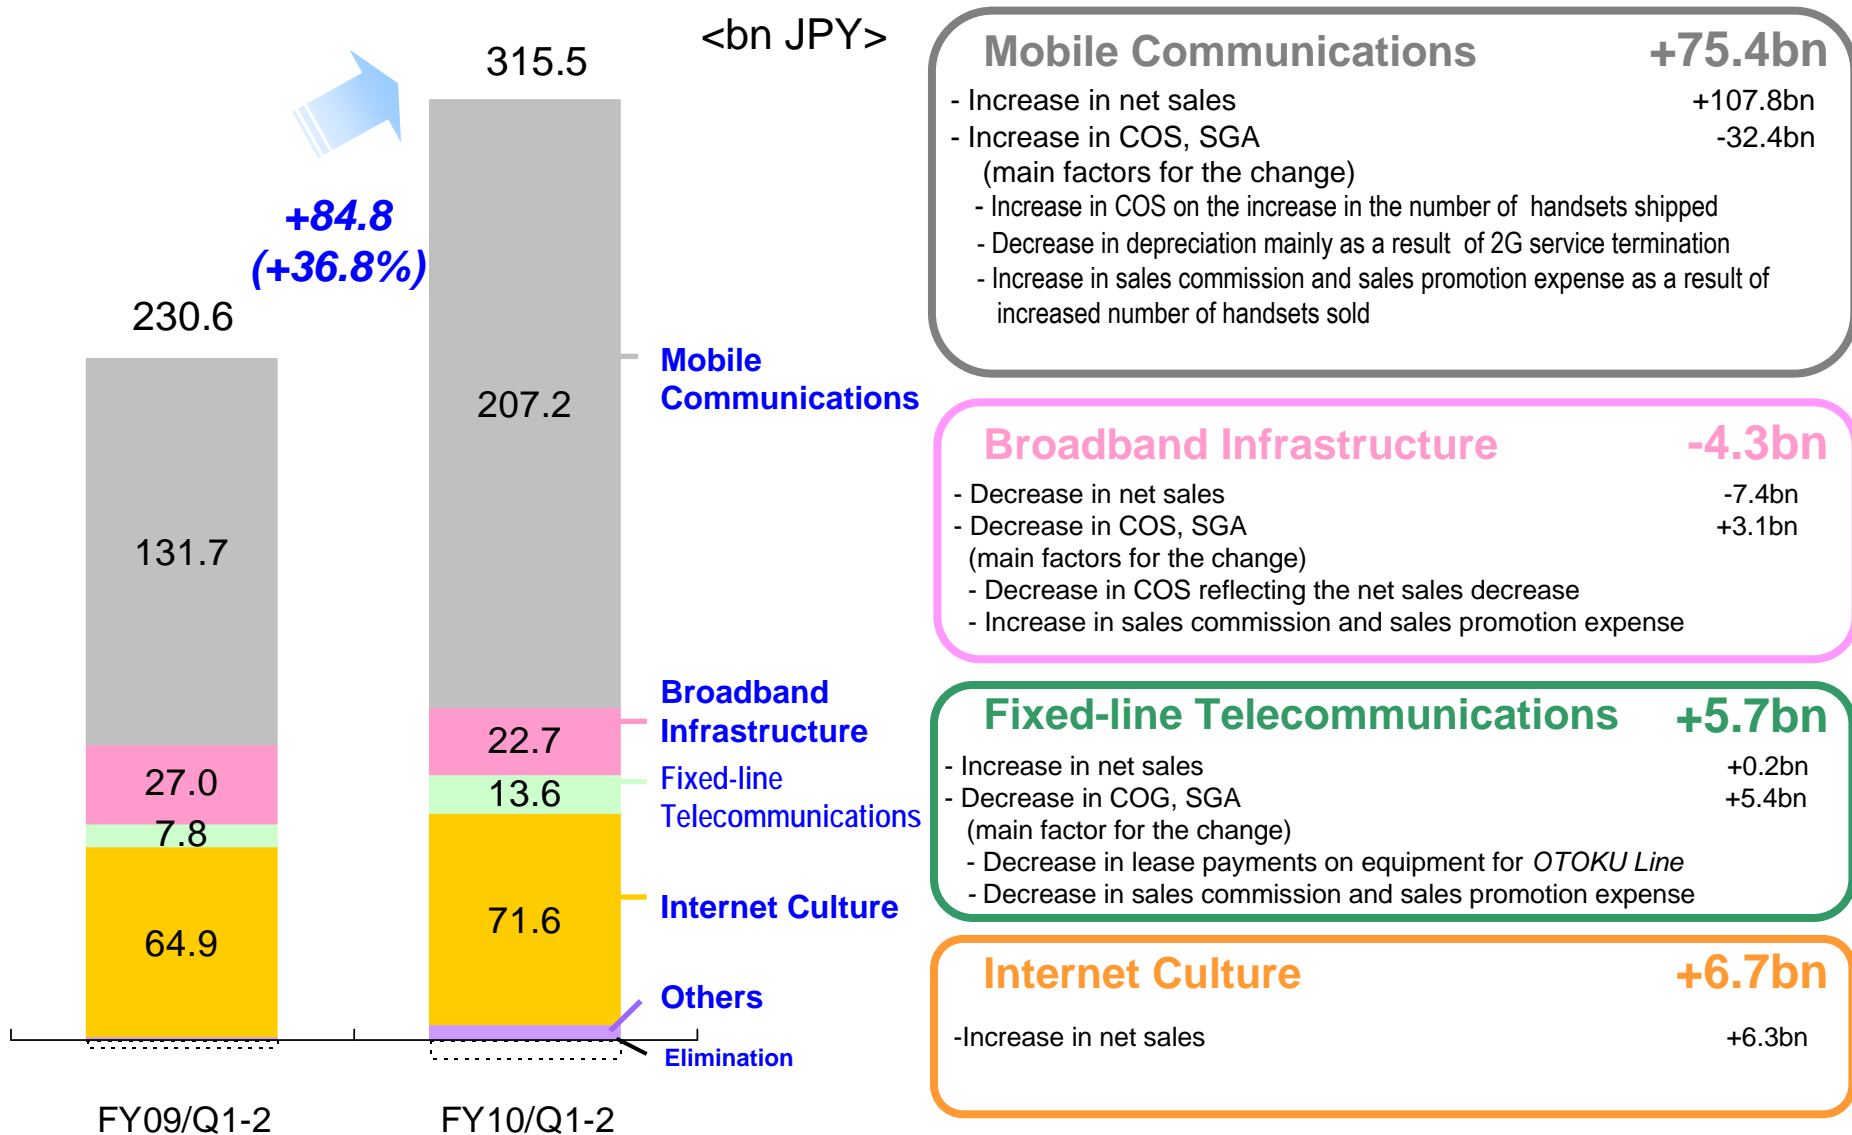 <bn JPY>
315.5
+84.8
(+36.8%)
230.6
131.7
27.0
7.8
64.9
207.2
22.7
13.6
71.6
Mobile
Communications
Broadband
Infrastructure
Fixed-line
Telecommunications
Internet Culture
Others
Elimination
FY09/Q1-2
FY10/Q1-2
Mobile Communications +75.4bn
- Increase in net sales +107.8bn
- Increase in COS, SGA -32.4bn
(main factors for the change)
- Increase in COS on the increase in the number of handsets shipped
- Decrease in depreciation mainly as a result of 2G service termination
- Increase in sales commission and sales promotion expense as a result of
increased number of handsets sold
Broadband Infrastructure -4.3bn
- Decrease in net sales -7.4bn
- Decrease in COS, SGA +3.1bn
(main factors for the change)
- Decrease in COS reflecting the net sales decrease
- Increase in sales commission and sales promotion expense
Fixed-line Telecommunications +5.7bn
- Increase in net sales +0.2bn
- Decrease in COG, SGA +5.4bn
(main factor for the change)
- Decrease in lease payments on equipment for OTOKU Line
- Decrease in sales commission and sales promotion expense
Internet Culture +6.7bn
-Increase in net sales +6.3bn